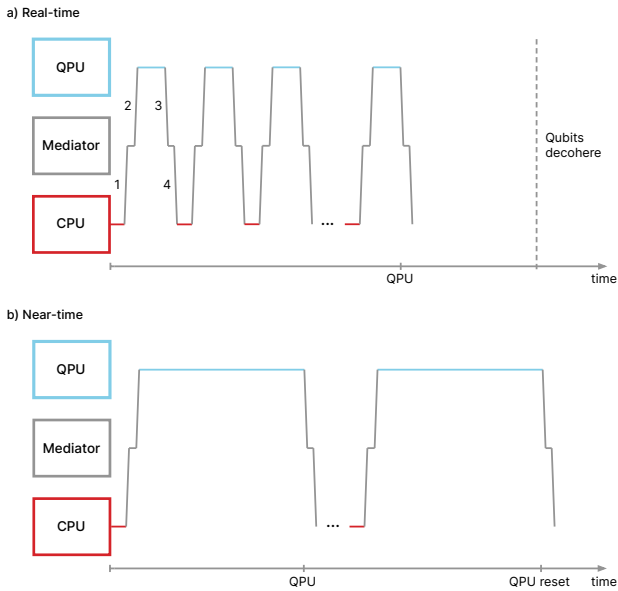 a) Real-time
QPU
2
3
Mediator
Qubits
decohere
1
4
CPU
...
QPU
time
b) Near-time
QPU
Mediator
CPU
...
QPU
QPU reset
time